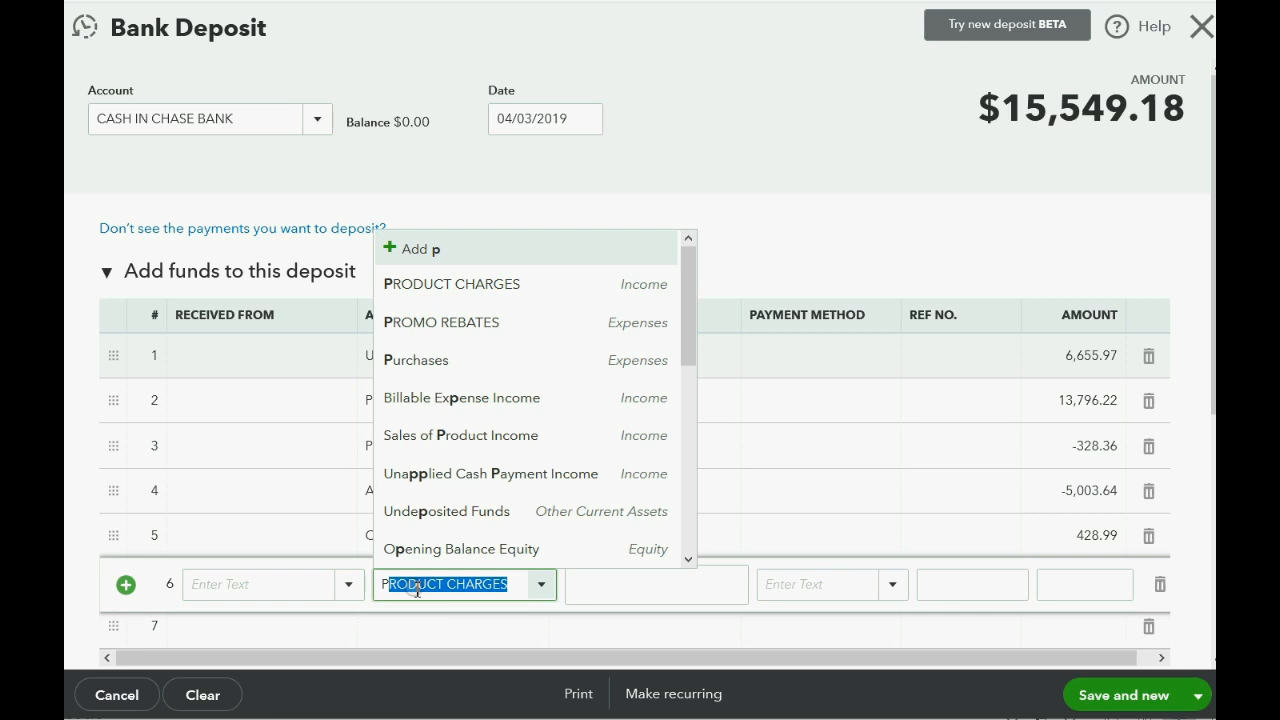 Bank Deposit
Try new deposit BETA
Help
Account
CASH IN CHASE BANK
Balance $0.00
Date
04/03/2019
AMOUNT
$15,549.18
Don't see the payments you want to deposit?
Add funds to this deposit
# RECEIVED FROM A PAYMENT METHOD REF NO. AMOUNT
1 U 6,655.97
2 P 13,796.22
3 P -328.36
4 A -5,003.64
5 C 428.99
+ Add p
PRODUCT CHARGES Income
PROMO REBATES Expenses
Purchases Expenses
Billable Expense Income Income
Sales of Product Income Income
Unapplied Cash Payment Income Income
Undeposited Funds Other Current Assets
Opening Balance Equity Equity
6 Enter Text PRODUCT CHARGES Enter Text
7
Cancel
Clear
Print
Make recurring
Save and new